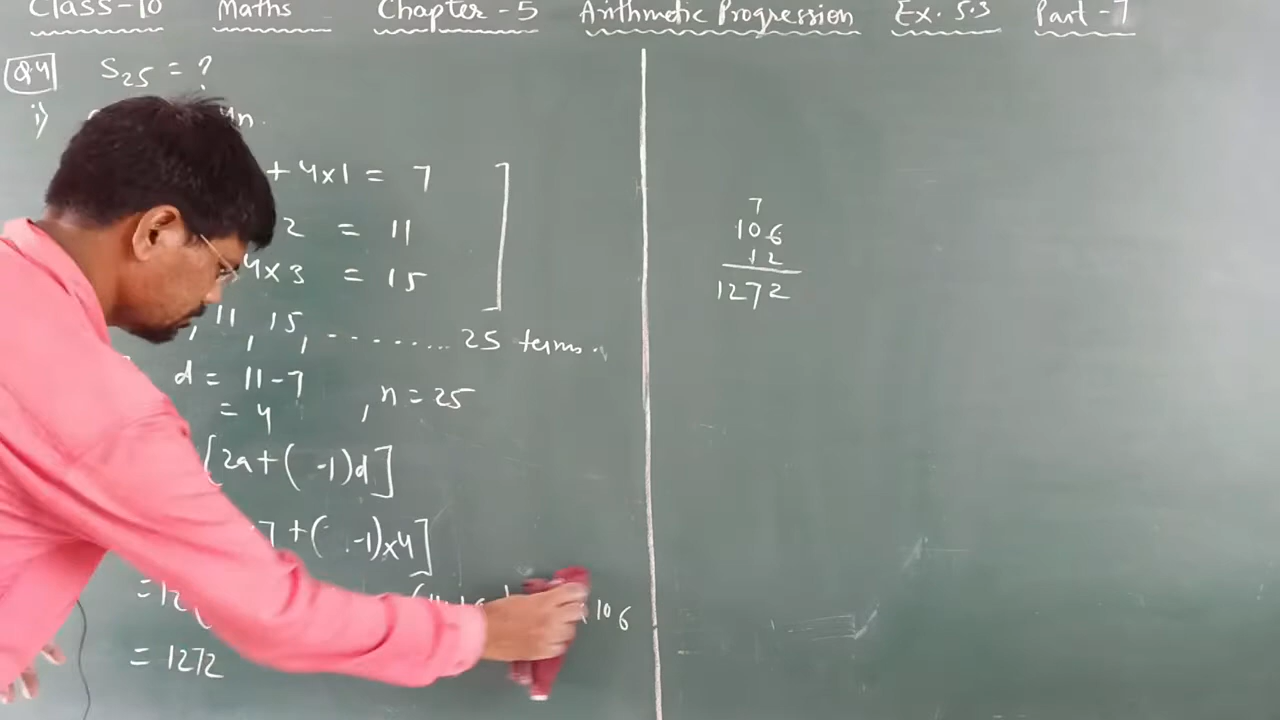 Class-10 Maths Chapter-5 Arithmetic Progression Ex. 5.3 Part-7
Q4 S25 = ?
i)
+ 4×1 = 7
2 = 11
4×3 = 15
, 11, 15, -------- 25 terms.
d = 11-7
= 4 , n = 25
[2a+( -1)d]
7 +( -1)×4]
= 12
106
= 1272
7
106
12
1272